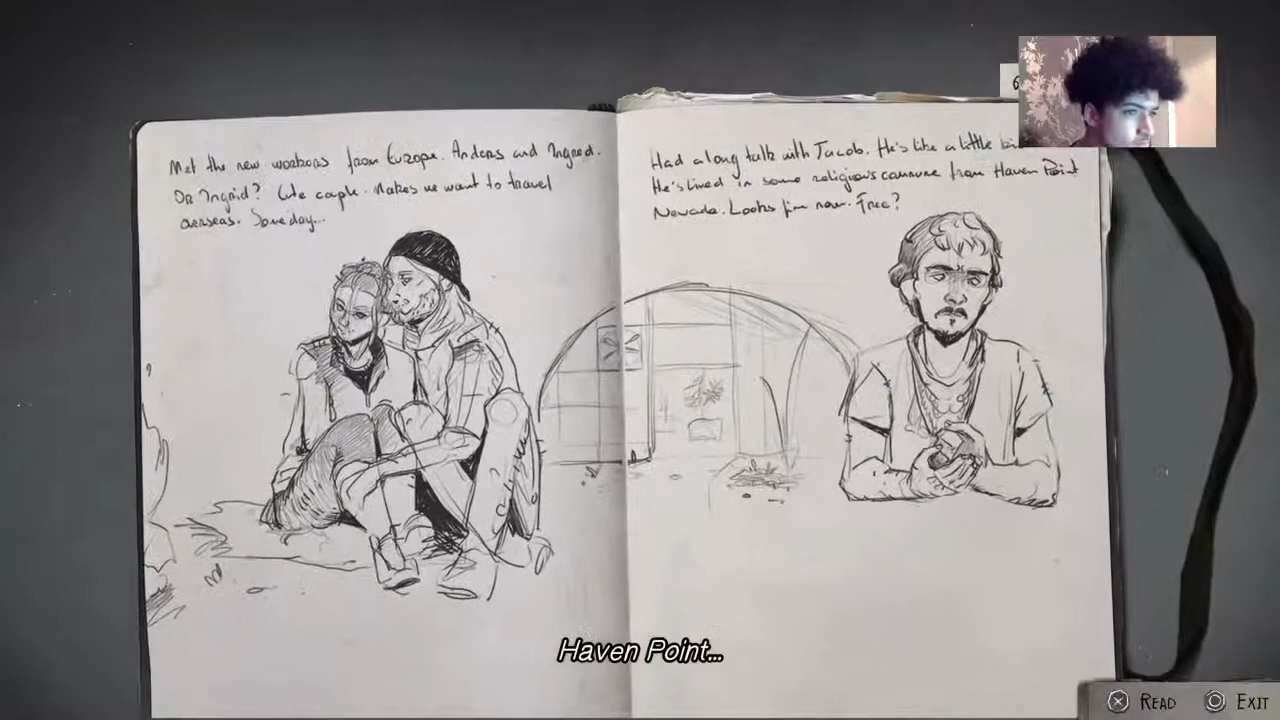 Met the new workers from Europe. Anders and Ingred.
Or Ingrid? Cute couple. Makes me want to travel
overseas. Someday...
6
Had a long talk with Jacob. He's like a little
He's lived in some religious commune from Haven Point
Nevada. Looks fine now. Free?
Haven Point...
READ
EXIT